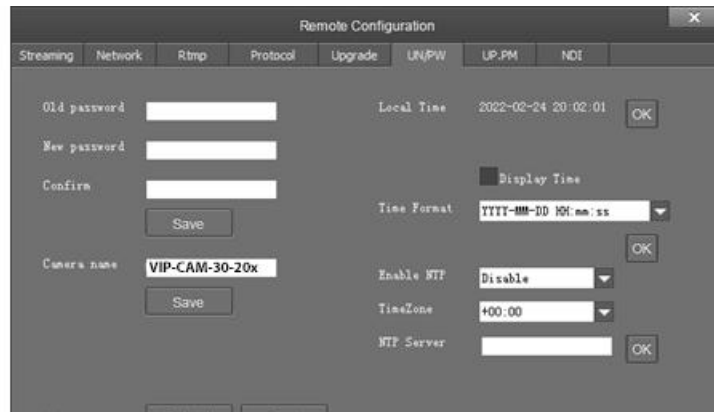 Remote Configuration
Streaming Network Rtmp Protocol Upgrade UN/PW UP.PM NDI
Old password
New password
Confirm
Save
Camera name VIP-CAM-30-20x
Save
Local Time 2022-02-24 20:02:01 OK
Display Time
Time Format YYYY-MM-DD HH:mm:ss
OK
Enable NTP Disable
TimeZone +00:00
NTP Server OK